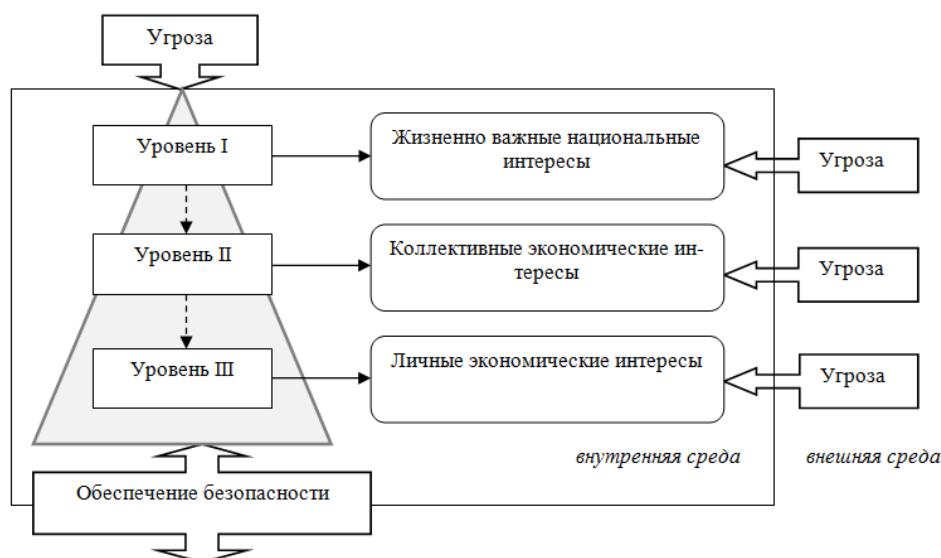 Угроза
Уровень I
Жизненно важные национальные
интересы
Угроза
Уровень II
Коллективные экономические ин-
тересы
Угроза
Уровень III
Личные экономические интересы
Угроза
внутренняя среда
внешняя среда
Обеспечение безопасности